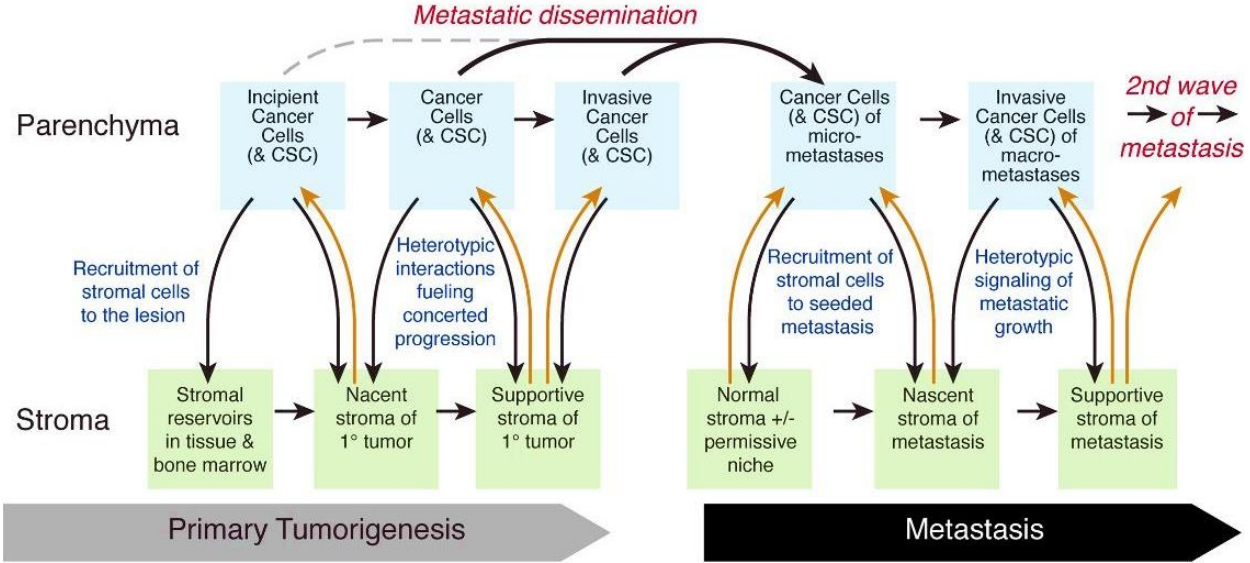 Metastatic dissemination
Parenchyma
Incipient
Cancer
Cells
(& CSC)
Cancer
Cells
(& CSC)
Invasive
Cancer
Cells
(& CSC)
Cancer Cells
(& CSC) of
micro-
metastases
Invasive
Cancer Cells
(& CSC) of
macro-
metastases
2nd wave
of
metastasis
Recruitment of
stromal cells
to the lesion
Heterotypic
interactions
fueling
concerted
progression
Recruitment of
stromal cells
to seeded
metastasis
Heterotypic
signaling of
metastatic
growth
Stroma
Stromal
reservoirs
in tissue &
bone marrow
Nacent
stroma of
1° tumor
Supportive
stroma of
1° tumor
Normal
stroma +/-
permissive
niche
Nascent
stroma of
metastasis
Supportive
stroma of
metastasis
Primary Tumorigenesis
Metastasis